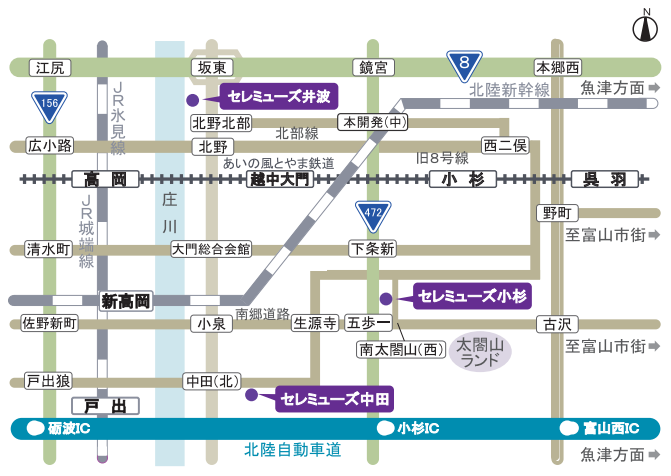 N
江尻
坂東
鏡宮
8
本郷西
魚津方面
北陸新幹線
156
JR氷見線
セレミューズ井波
北野北部
本開発(中)
北部線
広小路
北野
西二俣
あいの風とやま鉄道
旧8号線
高岡
越中大門
小杉
呉羽
庄川
JR城端線
472
野町
至富山市街
清水町
大門総合会館
下条新
新高岡
セレミューズ小杉
南郷道路
佐野新町
小泉
生源寺
五歩一
古沢
南太閤山(西)
太閤山
ランド
至富山市街
戸出狼
中田(北)
セレミューズ中田
戸出
砺波IC
小杉IC
富山西IC
北陸自動車道
魚津方面